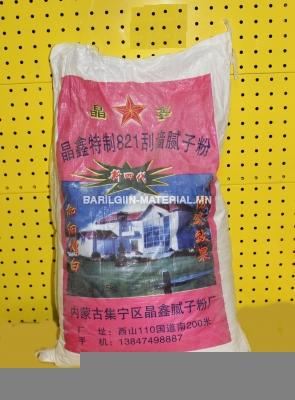 晶 鑫
晶鑫特制821刮墙腻子粉
新四代
BARILGIIN-MATERIAL.MN
内蒙古集宁区晶鑫腻子粉厂
厂 址：西山110国道南200米
手 机：13847498887